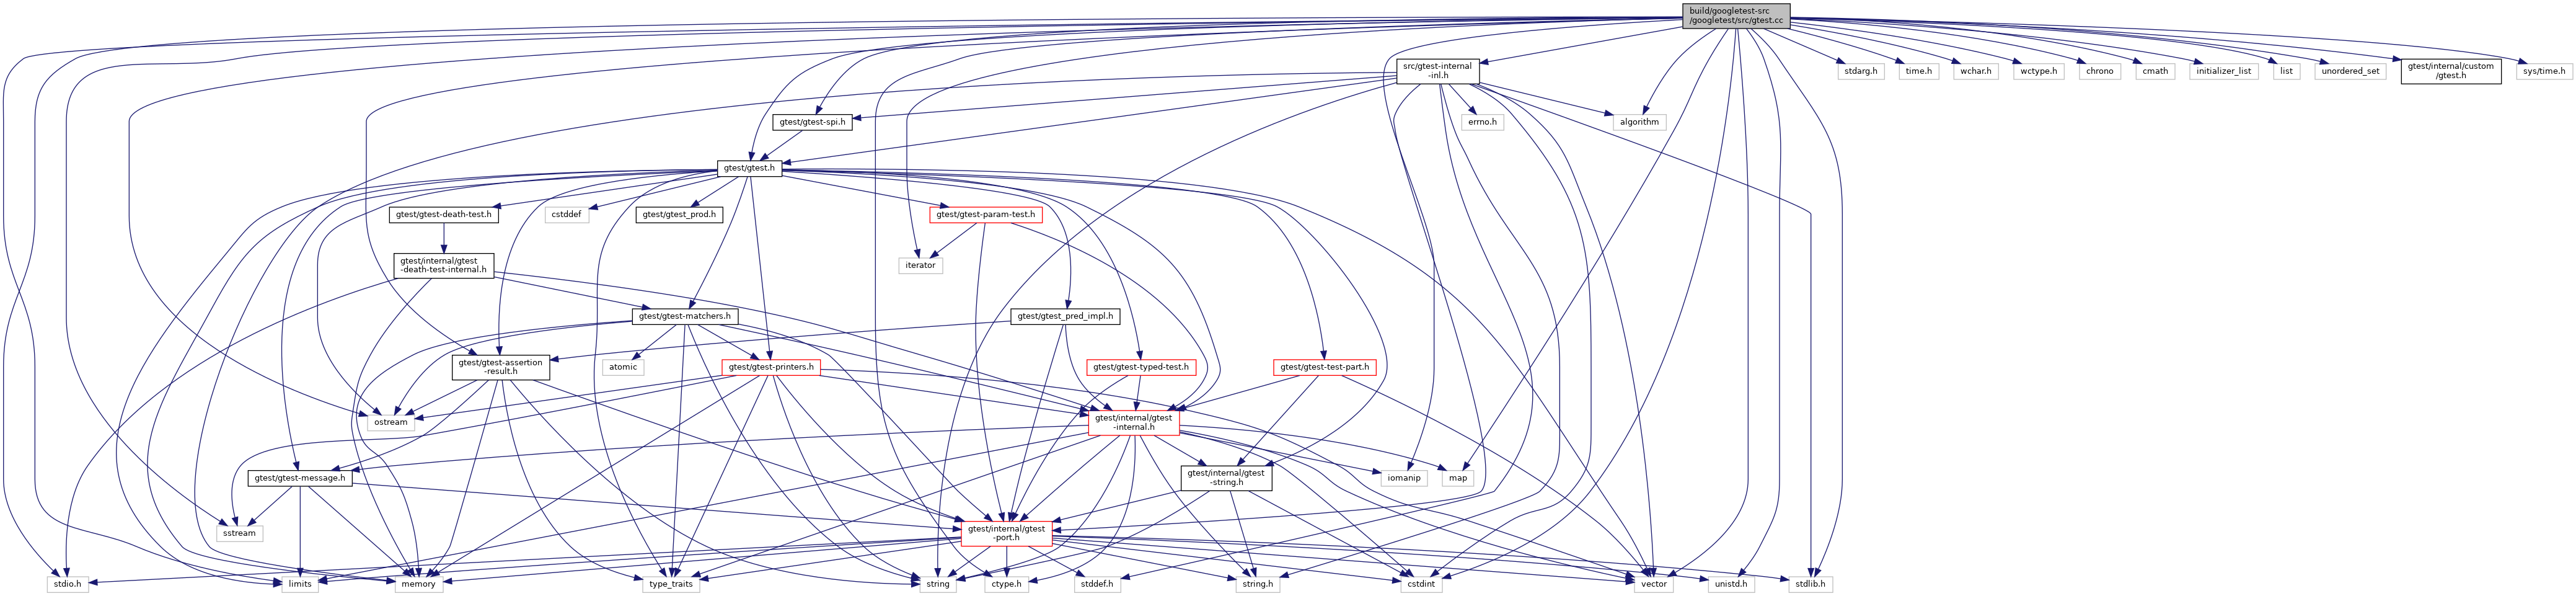 build/googletest-src
/googletest/src/gtest.cc
src/gtest-internal
-inl.h
stdarg.h
time.h
wchar.h
wctype.h
chrono
cmath
initializer_list
list
unordered_set
gtest/internal/custom
/gtest.h
sys/time.h
gtest/gtest-spi.h
errno.h
algorithm
gtest/gtest.h
gtest/gtest-death-test.h
cstddef
gtest/gtest_prod.h
gtest/gtest-param-test.h
gtest/internal/gtest
-death-test-internal.h
iterator
gtest/gtest-matchers.h
gtest/gtest_pred_impl.h
gtest/gtest-assertion
-result.h
atomic
gtest/gtest-printers.h
gtest/gtest-typed-test.h
gtest/gtest-test-part.h
ostream
gtest/internal/gtest
-internal.h
gtest/gtest-message.h
gtest/internal/gtest
-string.h
iomanip
map
sstream
gtest/internal/gtest
-port.h
stdio.h
limits
memory
type_traits
string
ctype.h
stddef.h
string.h
cstdint
vector
unistd.h
stdlib.h